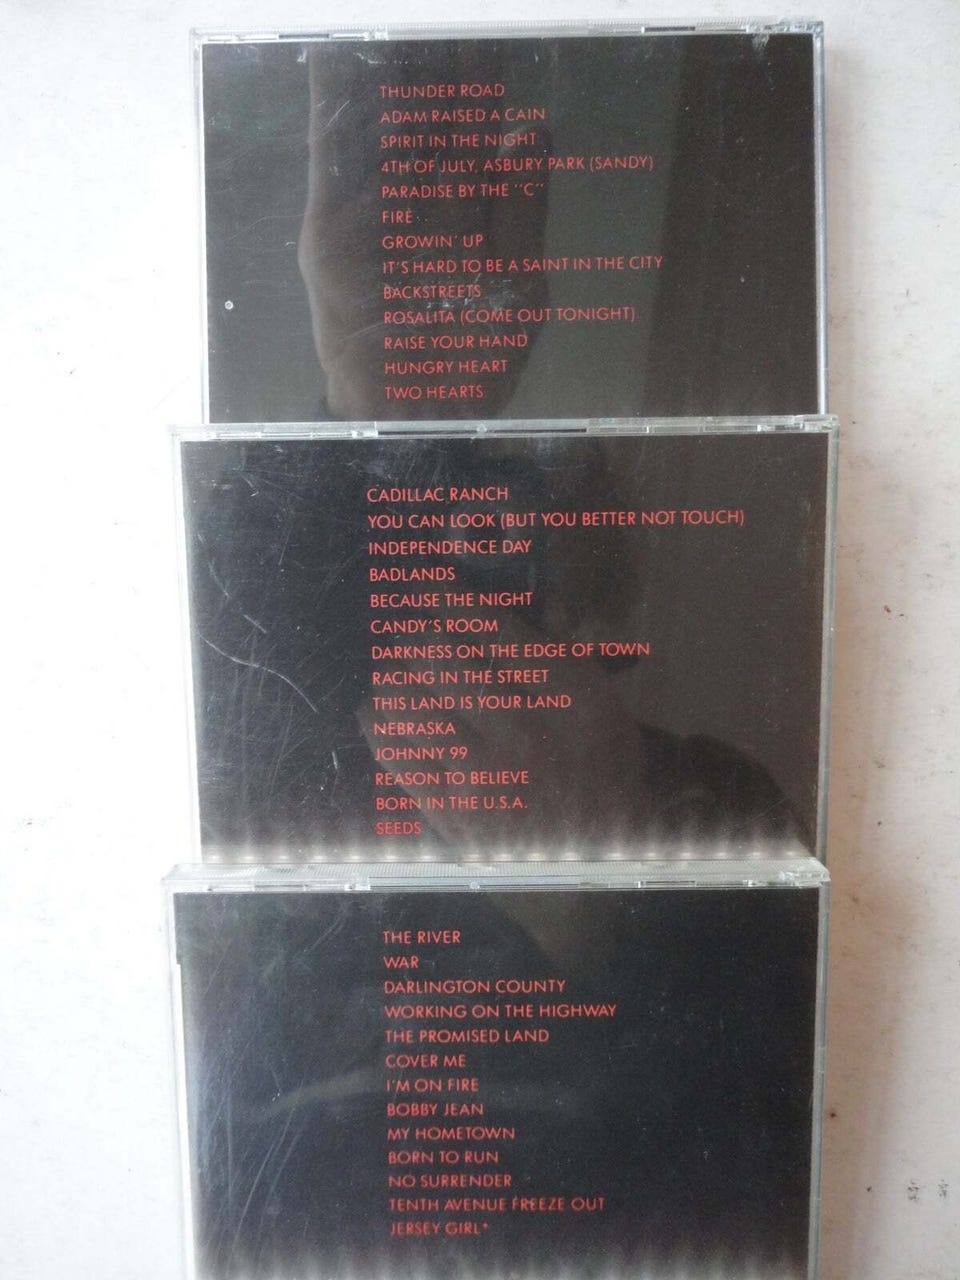 THUNDER ROAD
ADAM RAISED A CAIN
SPIRIT IN THE NIGHT
4TH OF JULY, ASBURY PARK (SANDY)
PARADISE BY THE "C"
FIRE
GROWIN' UP
IT'S HARD TO BE A SAINT IN THE CITY
BACKSTREETS
ROSALITA (COME OUT TONIGHT)
RAISE YOUR HAND
HUNGRY HEART
TWO HEARTS
CADILLAC RANCH
YOU CAN LOOK (BUT YOU BETTER NOT TOUCH)
INDEPENDENCE DAY
BADLANDS
BECAUSE THE NIGHT
CANDY'S ROOM
DARKNESS ON THE EDGE OF TOWN
RACING IN THE STREET
THIS LAND IS YOUR LAND
NEBRASKA
JOHNNY 99
REASON TO BELIEVE
BORN IN THE U.S.A.
SEEDS
THE RIVER
WAR
DARLINGTON COUNTY
WORKING ON THE HIGHWAY
THE PROMISED LAND
COVER ME
I'M ON FIRE
BOBBY JEAN
MY HOMETOWN
BORN TO RUN
NO SURRENDER
TENTH AVENUE FREEZE OUT
JERSEY GIRL*